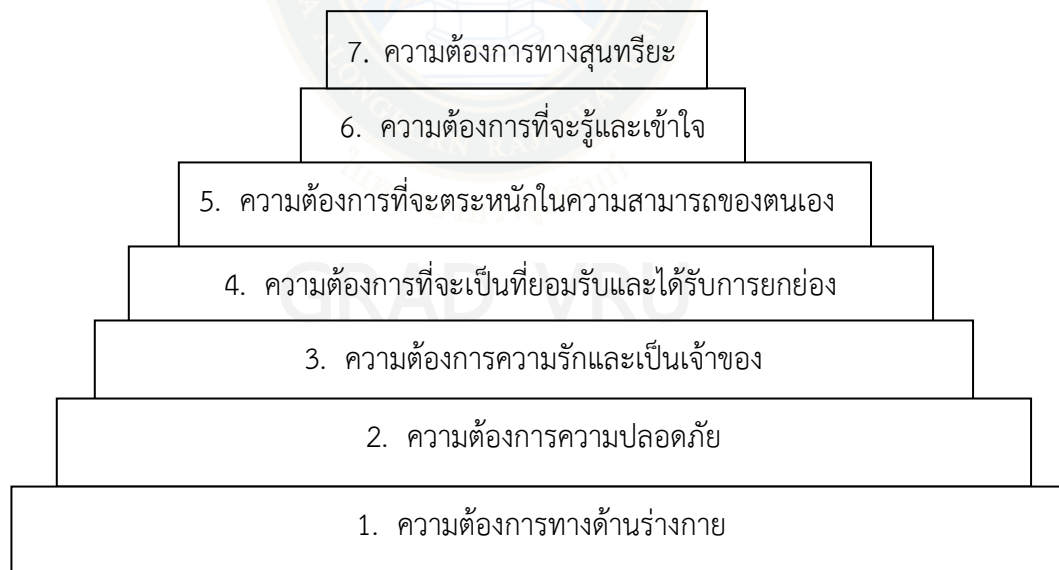 7. ความต้องการทางสุนทรียะ
6. ความต้องการที่จะรู้และเข้าใจ
5. ความต้องการที่จะตระหนักในความสามารถของตนเอง
4. ความต้องการที่จะเป็นที่ยอมรับและได้รับการยกย่อง
GRAD VRU
3. ความต้องการความรักและเป็นเจ้าของ
2. ความต้องการความปลอดภัย
1. ความต้องการทางด้านร่างกาย